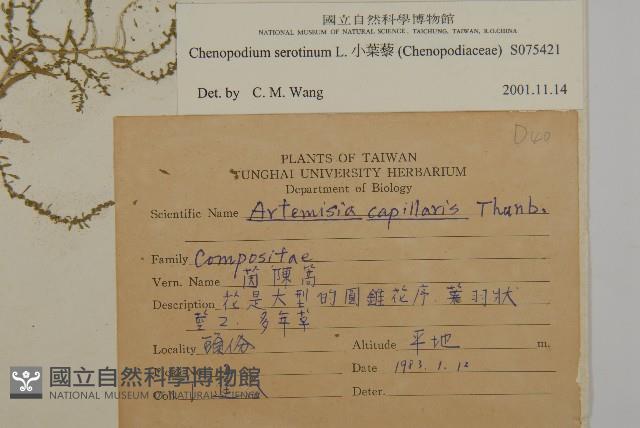 國立自然科學博物館
NATIONAL MUSEUM OF NATURAL SCIENCE, TAICHUNG, TAIWAN, R.O.CHINA
Chenopodium serotinum L. 小葉藜 (Chenopodiaceae) S075421
Det. by C. M. Wang 2001.11.14
D40
PLANTS OF TAIWAN
TUNGHAI UNIVERSITY HERBARIUM
Department of Biology
Scientific Name Artemisia capillaris Thunb.
Family Compositae
Vern. Name 茵陳蒿
Description 花是大型的圓錐花序. 葉羽狀
多年草
Locality 頭份 Altitude 平地 m.
Date 1983. 1. 12
Coll. Deter.
國立自然科學博物館
NATIONAL MUSEUM OF NATURAL SCIENCE